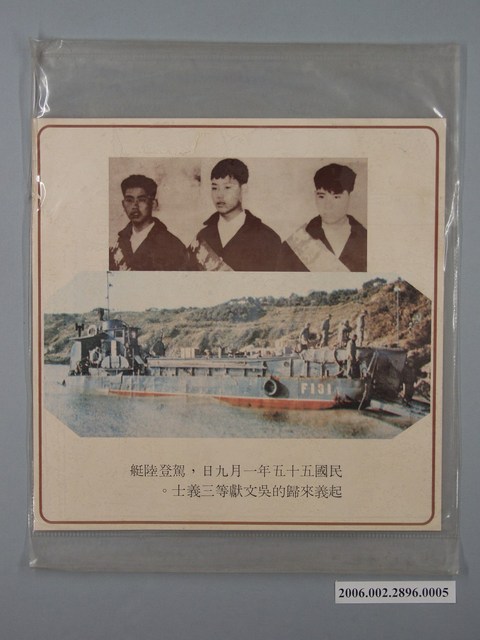 F131
民國五十五年一月九日，駕登陸艇
起義來歸的吳文獻等三義士。
2006.002.2896.0005